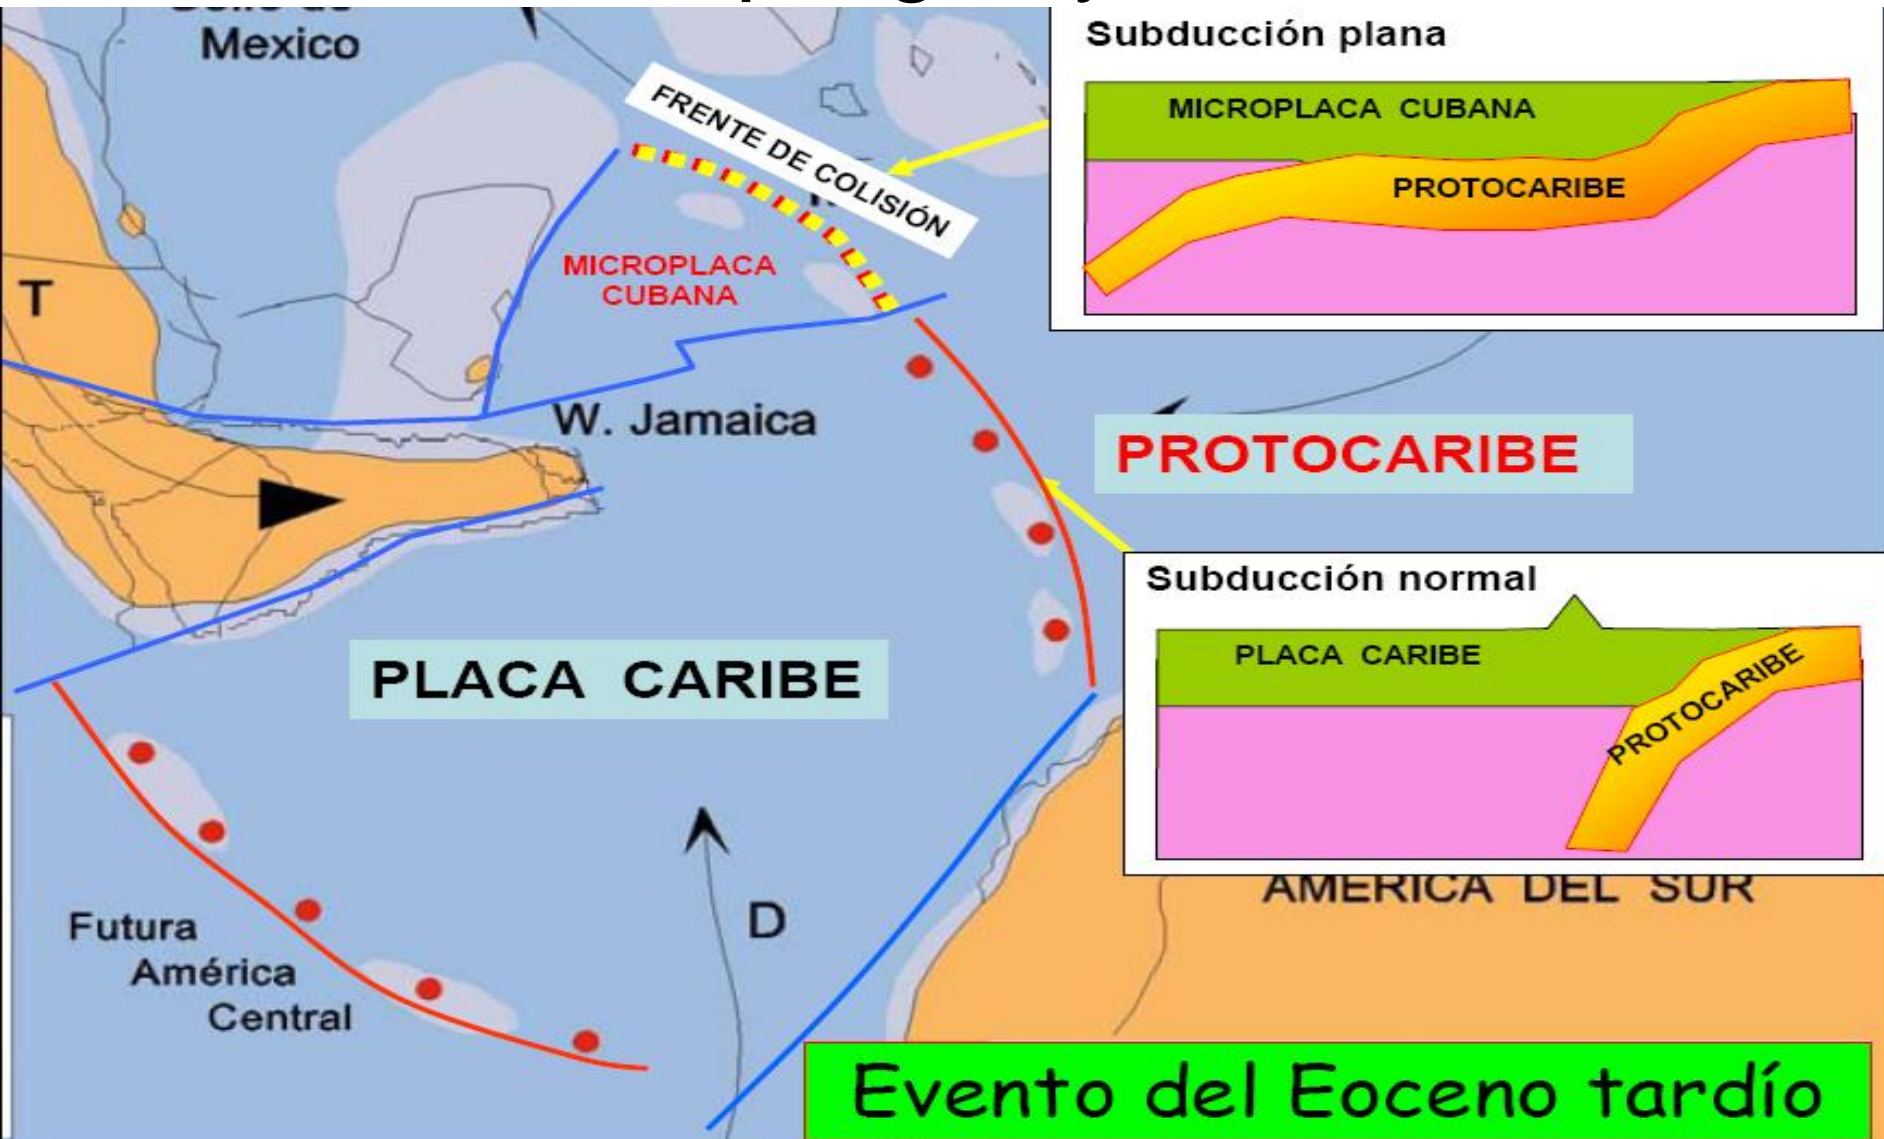 Mexico
Subducción plana
MICROPLACA CUBANA
PROTOCARIBE
FRENTE DE COLISIÓN
MICROPLACA
CUBANA
T
W. Jamaica
PROTOCARIBE
Subducción normal
PLACA CARIBE
PROTOCARIBE
PLACA CARIBE
AMERICA DEL SUR
D
Futura
América
Central
Evento del Eoceno tardío